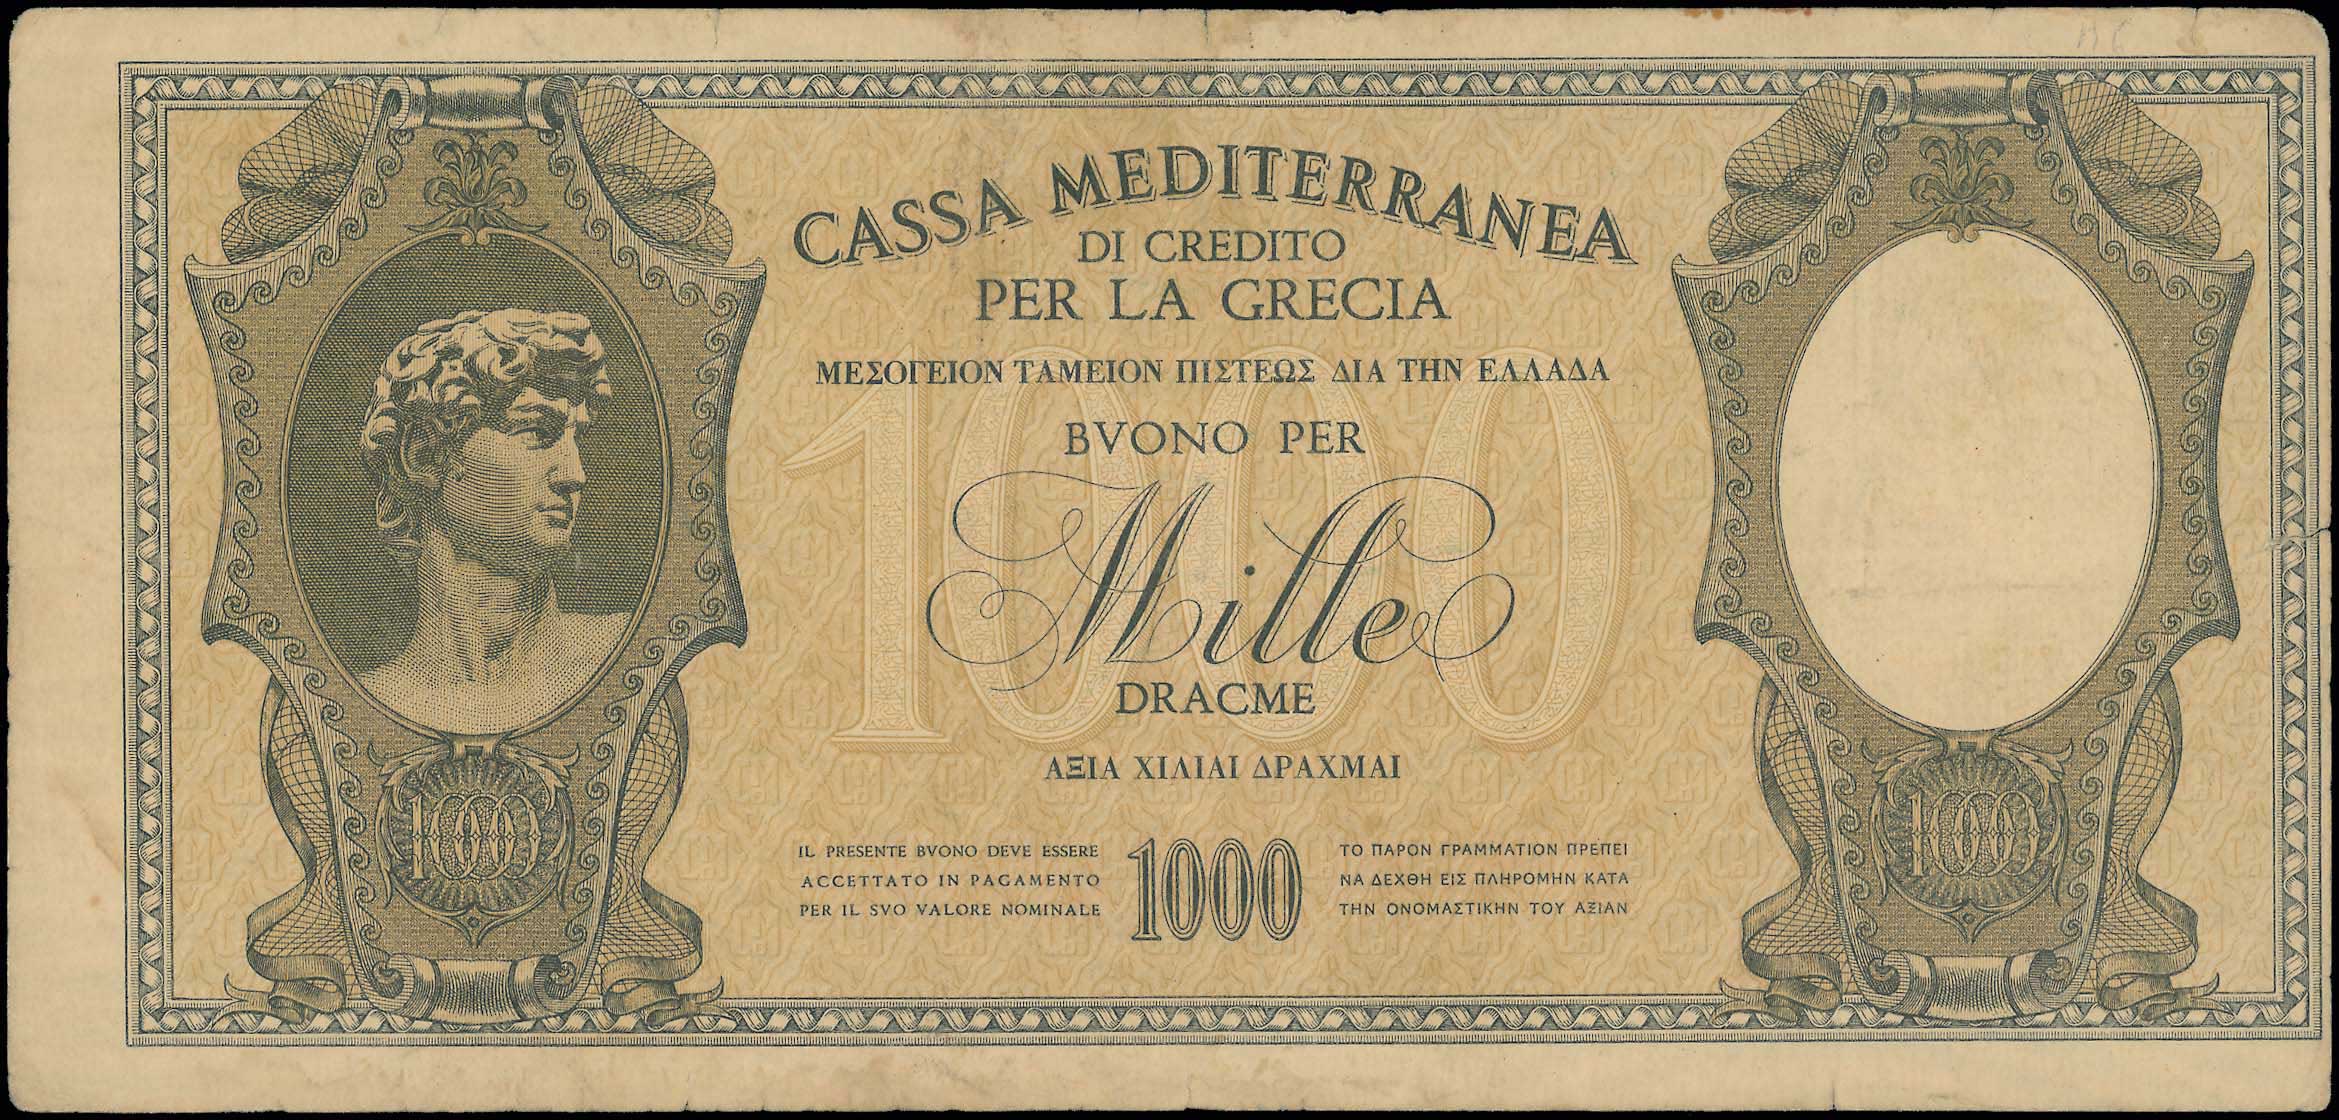 CASSA MEDITERRANEA
DI CREDITO
PER LA GRECIA
ΜΕΣΟΓΕΙΟΝ ΤΑΜΕΙΟΝ ΠΙΣΤΕΩΣ ΔΙΑ ΤΗΝ ΕΛΛΑΔΑ
BVONO PER
1000
Mille
DRACME
ΑΞΙΑ ΧΙΛΙΑΙ ΔΡΑΧΜΑΙ
IL PRESENTE BVONO DEVE ESSERE
ACCETTATO IN PAGAMENTO
PER IL SVO VALORE NOMINALE
1000
ΤΟ ΠΑΡΟΝ ΓΡΑΜΜΑΤΙΟΝ ΠΡΕΠΕΙ
ΝΑ ΔΕΧΘΗ ΕΙΣ ΠΛΗΡΟΜΗΝ ΚΑΤΑ
ΤΗΝ ΟΝΟΜΑΣΤΙΚΗΝ ΤΟΥ ΑΞΙΑΝ
1000
1000